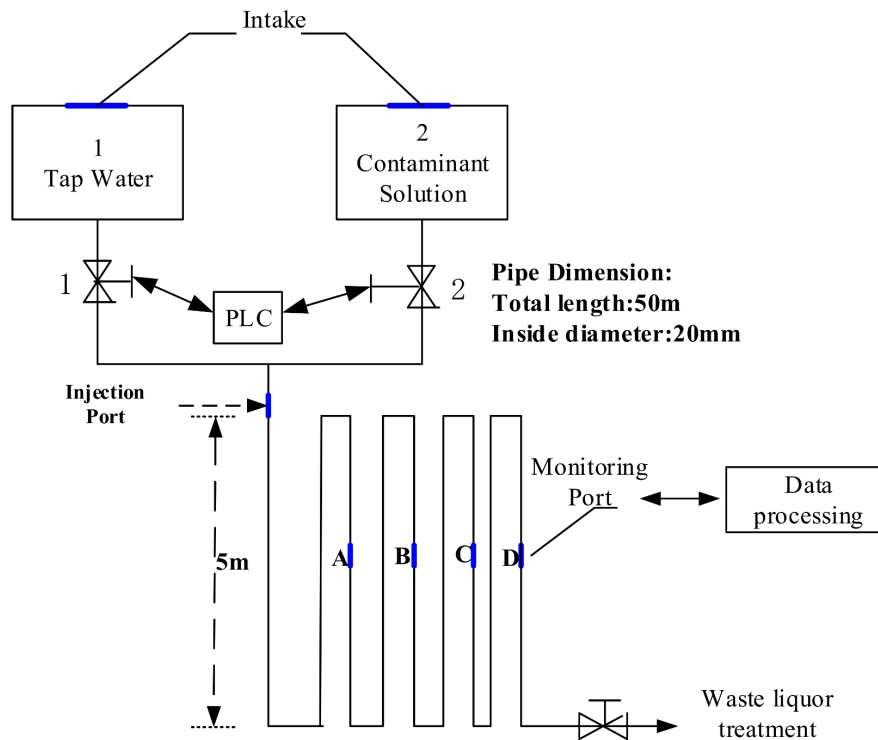 Intake
1
Tap Water
2
Contaminant
Solution
1
PLC
2
Pipe Dimension:
Total length:50m
Inside diameter:20mm
Injection
Port
5m
A
B
C
D
Monitoring
Port
Data
processing
Waste liquor
treatment